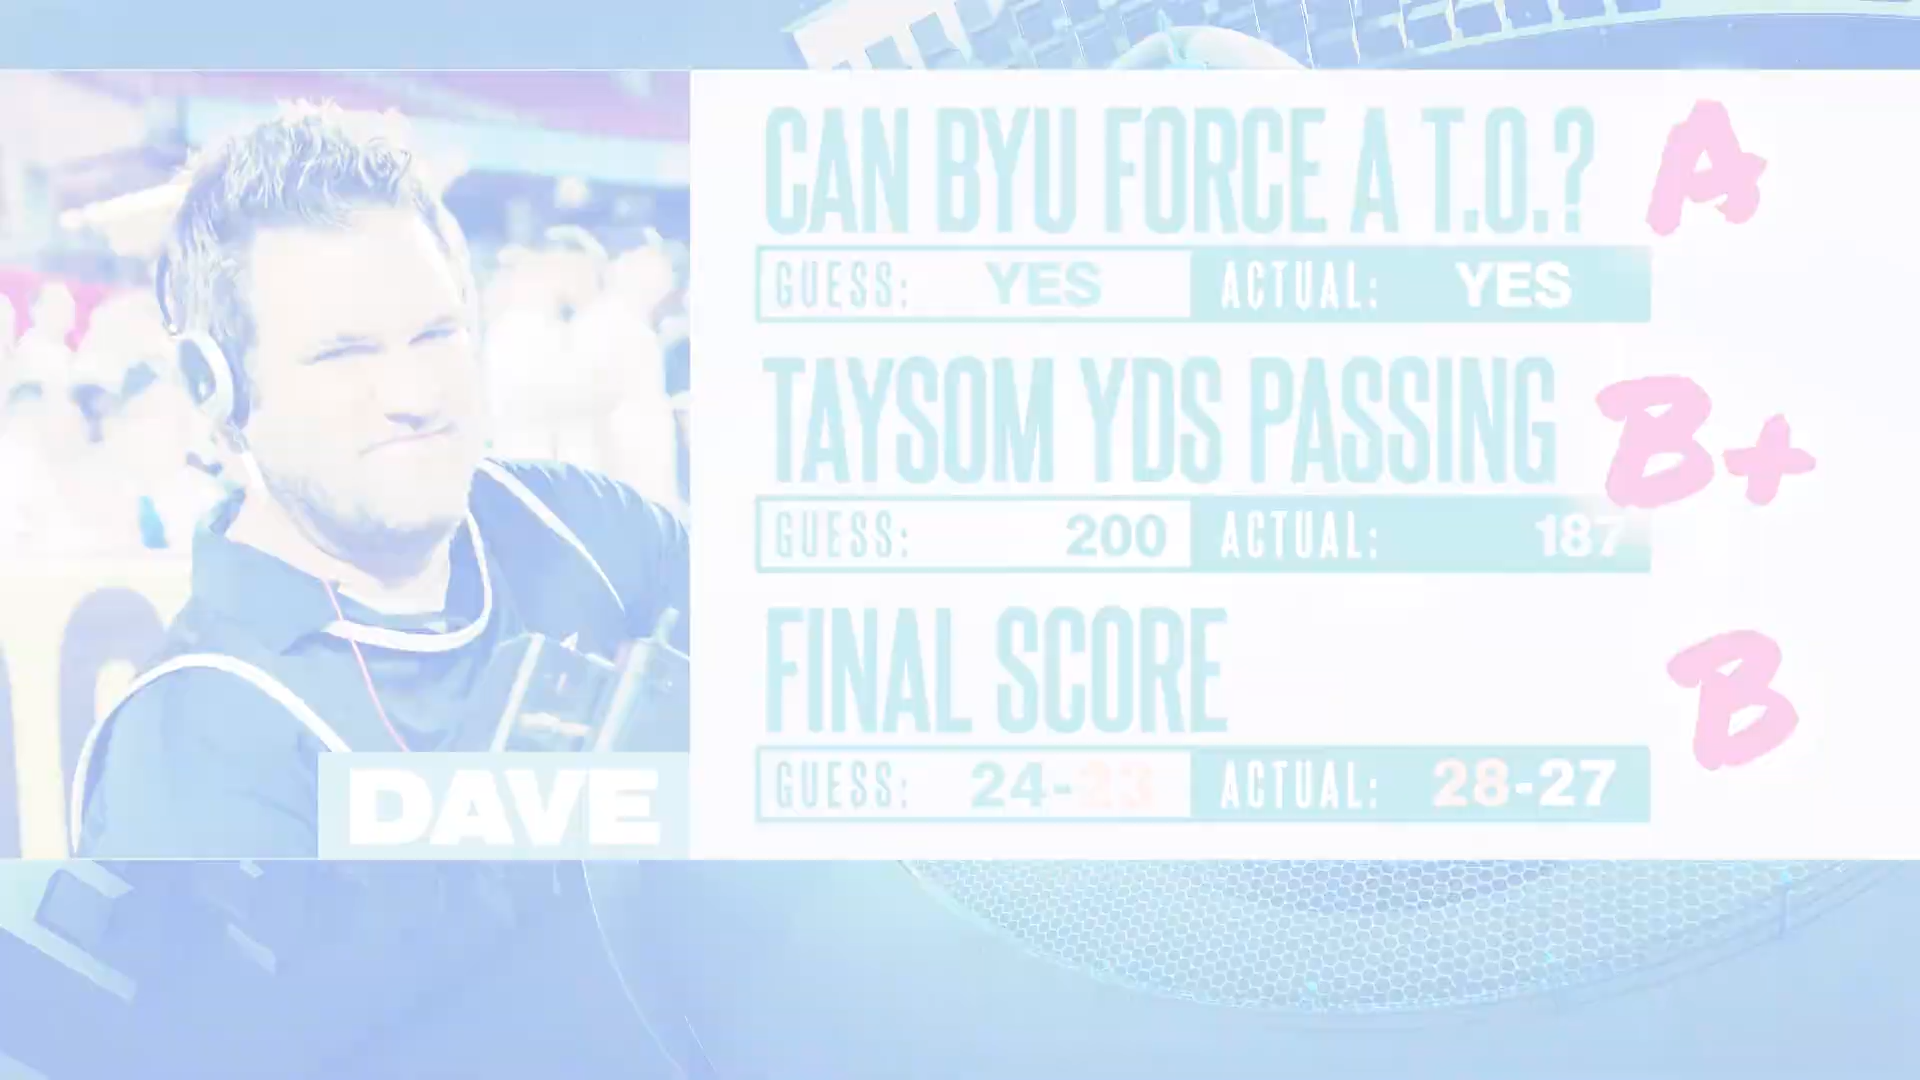 CAN BYU FORCE A T.O.? A
GUESS: YES ACTUAL: YES
TAYSOM YDS PASSING B+
GUESS: 200 ACTUAL: 187
FINAL SCORE B
GUESS: 24-23 ACTUAL: 28-27
DAVE